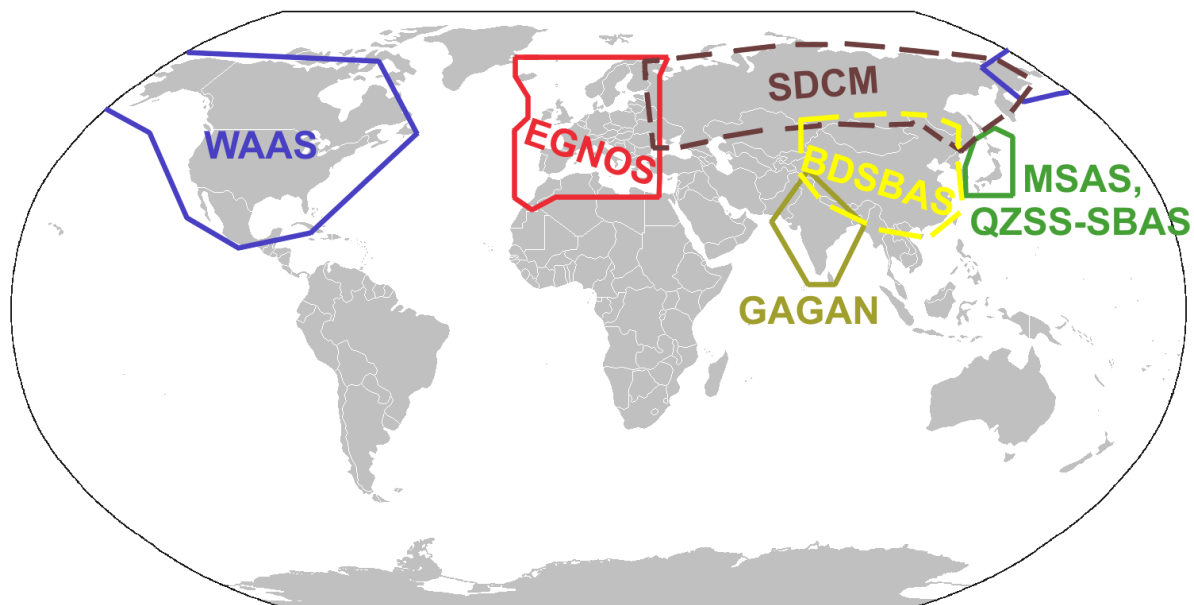 SDCM
WAAS
EGNOS
BDSBAS
MSAS,
QZSS-SBAS
GAGAN